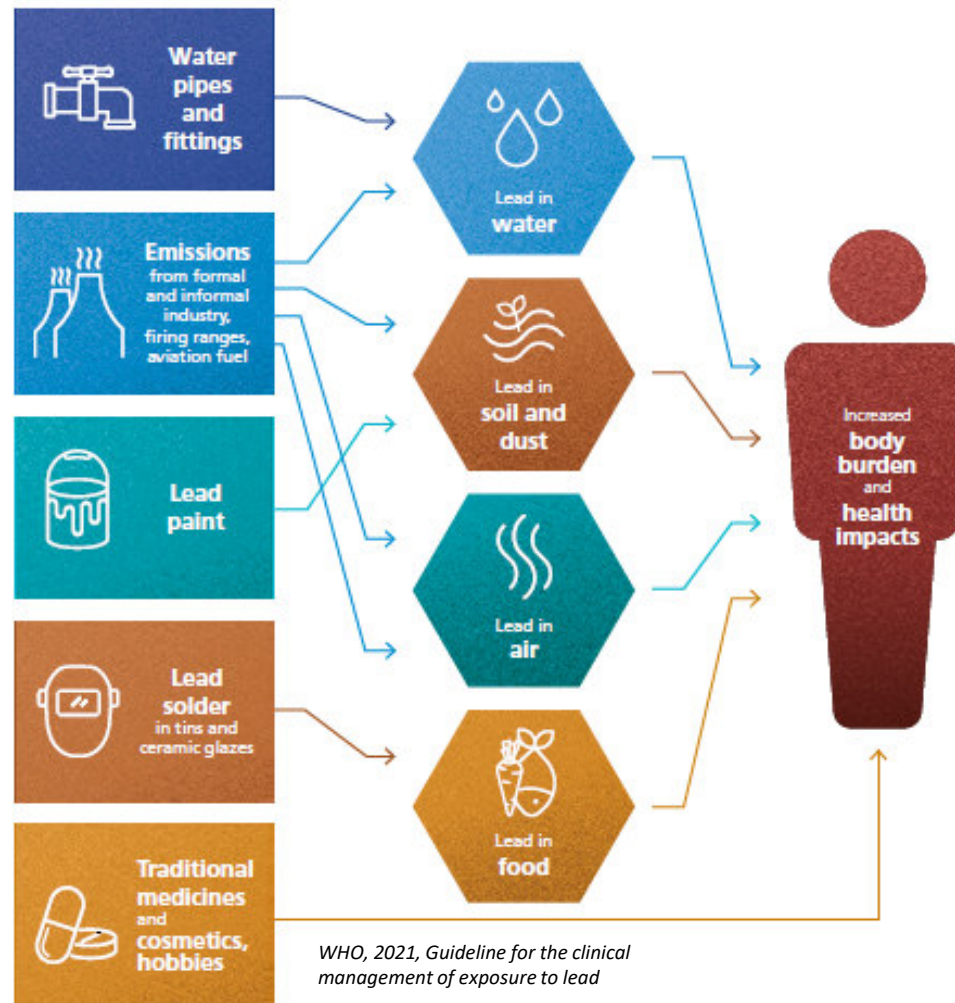 Water
pipes
and
fittings
Emissions
from formal
and informal
industry,
firing ranges,
aviation fuel
Lead
paint
Lead
solder
in tins and
ceramic glazes
Traditional
medicines
and
cosmetics,
hobbies
Lead in
water
Lead in
soil and
dust
Lead in
air
Lead in
food
Increased
body
burden
and
health
impacts
WHO, 2021, Guideline for the clinical
management of exposure to lead